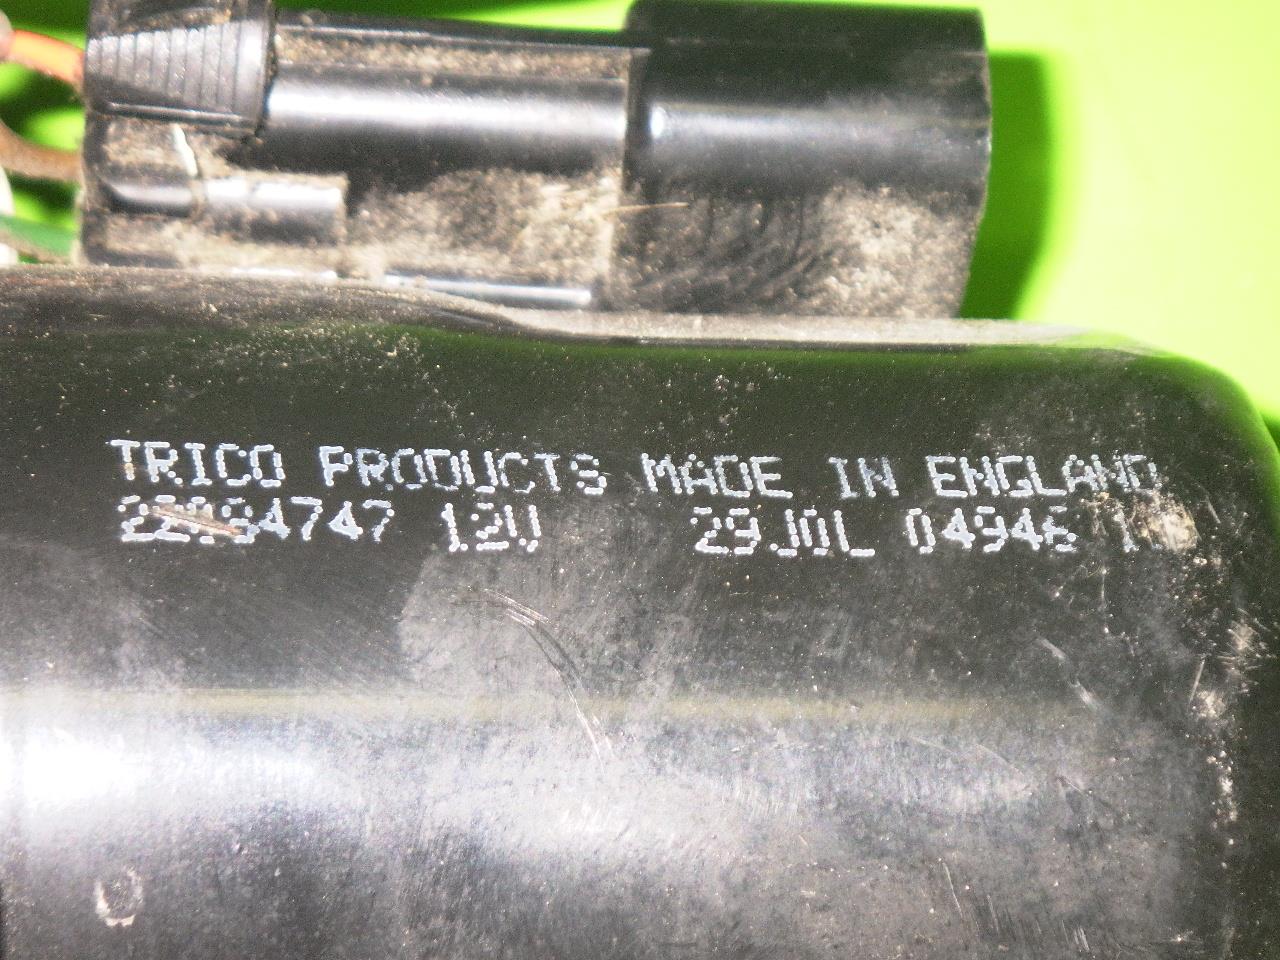 TRICO PRODUCTS MADE IN ENGLAND
12V 29JUL 04946